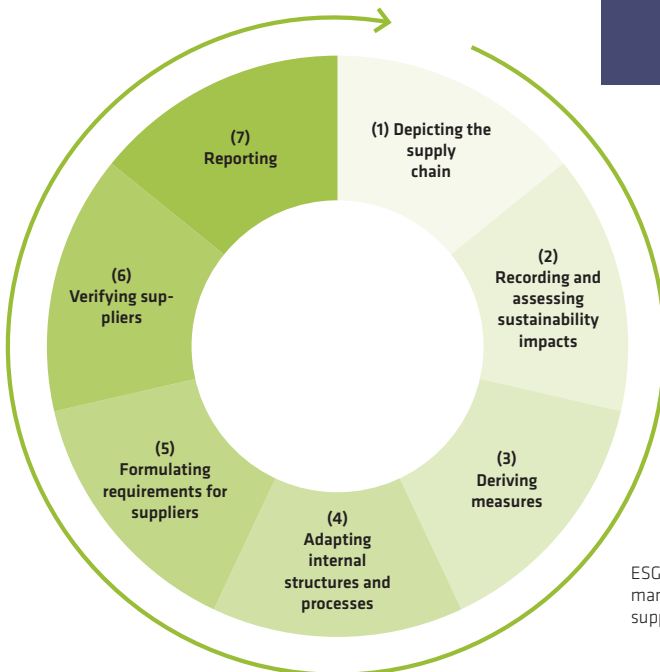 (1) Depicting the
supply
chain
(2)
Recording and
assessing
sustainability
impacts
(3)
Deriving
measures
(4)
Adapting
internal
structures and
processes
(5)
Formulating
requirements for
suppliers
(6)
Verifying sup-
pliers
(7)
Reporting
ESG